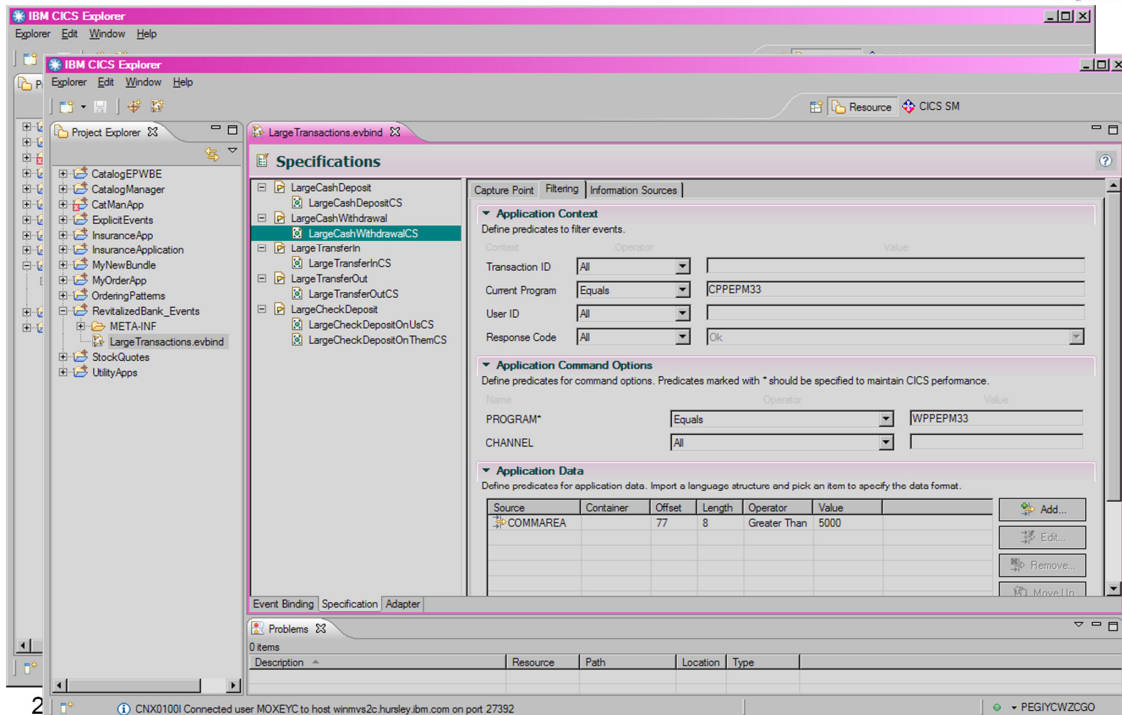 IBM CICS Explorer
Explorer Edit Window Help
IBM CICS Explorer
Explorer Edit Window Help
Resource CICS SM
Project Explorer
CatalogEPWBE
CatalogManager
CatManApp
ExplicitEvents
InsuranceApp
InsuranceApplication
MyNewBundle
MyOrderApp
OrderingPatterns
RevitalizedBank_Events
META-INF
LargeTransactions.evbind
StockQuotes
UtilityApps
LargeTransactions.evbind
Specifications
LargeCashDeposit
LargeCashDepositCS
LargeCashWithdrawal
LargeCashWithdrawalCS
LargeTransferIn
LargeTransferInCS
LargeTransferOut
LargeTransferOutCS
LargeCheckDeposit
LargeCheckDepositOnUsCS
LargeCheckDepositOnThemCS
Capture Point Filtering Information Sources
Application Context
Define predicates to filter events.
Context Operator Value
Transaction ID All
Current Program Equals CPPEPM33
User ID All
Response Code All Ok
Application Command Options
Define predicates for command options. Predicates marked with * should be specified to maintain CICS perfomance.
Name Operator Value
PROGRAM* Equals WPPEPM33
CHANNEL All
Application Data
Define predicates for application data. Import a language structure and pick an item to specify the data format.
Source Container Offset Length Operator Value
COMMAREA 77 8 Greater Than 5000
Add...
Edit...
Remove...
Move Up
Event Binding Specification Adapter
Problems
0 items
Description Resource Path Location Type
2
CNX0100I Connected user MOXEYC to host winmvs2c.hursley.ibm.com on port 27392
PEGIYCWZCGO